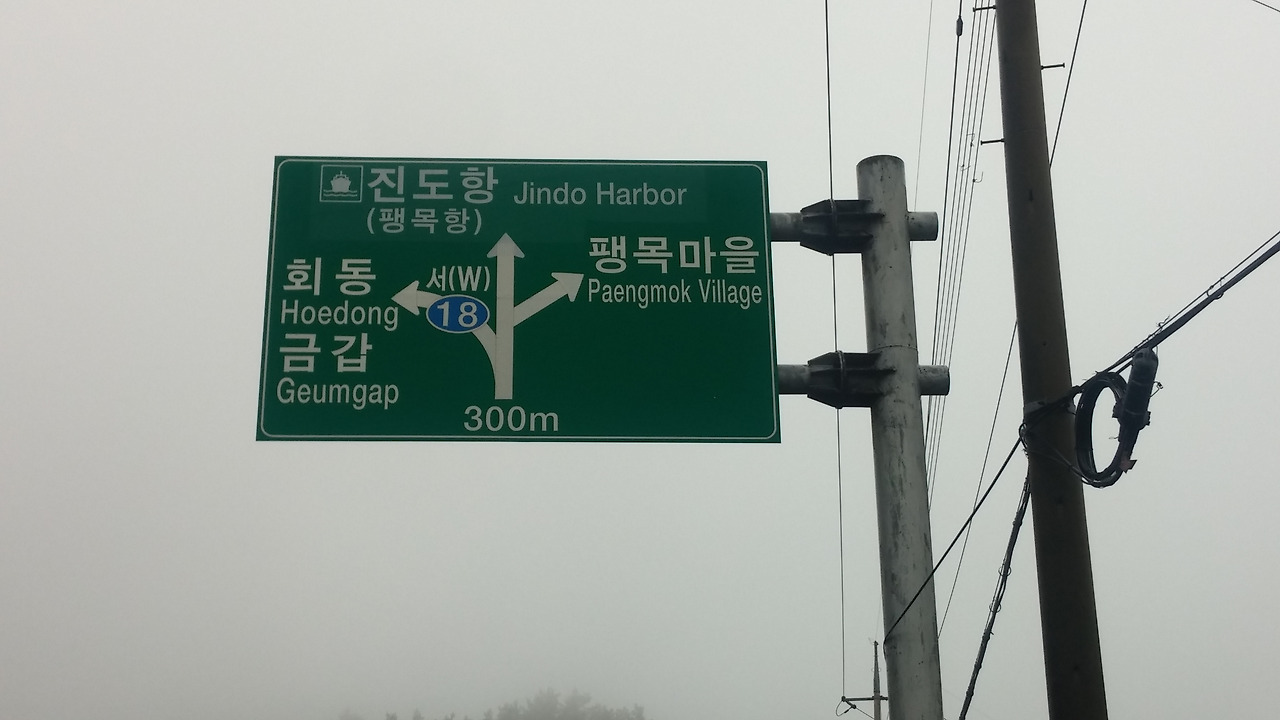 진도항 Jindo Harbor
(팽목항)
팽목마을
Paengmok Village
회동
Hoedong
금갑
Geumgap
서(W)
18
300m